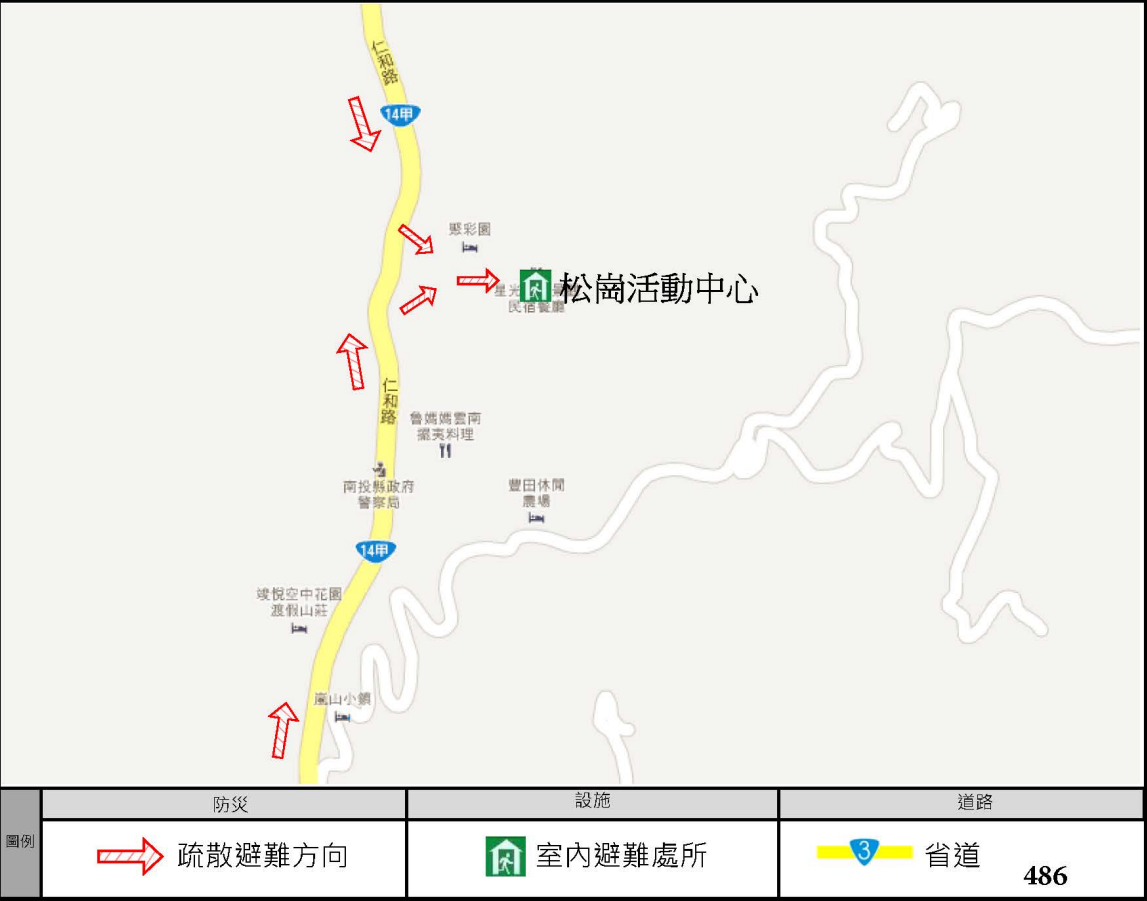 仁和路
14甲
聚彩園
松崗活動中心
民宿餐廳
仁和路
魯媽媽雲南
擺夷料理
南投縣政府
警察局
豐田休閒
農場
14甲
竣悅空中花園
渡假山莊
嵐山小鎮
圖例
防災
設施
道路
疏散避難方向
室內避難處所
3
省道
486